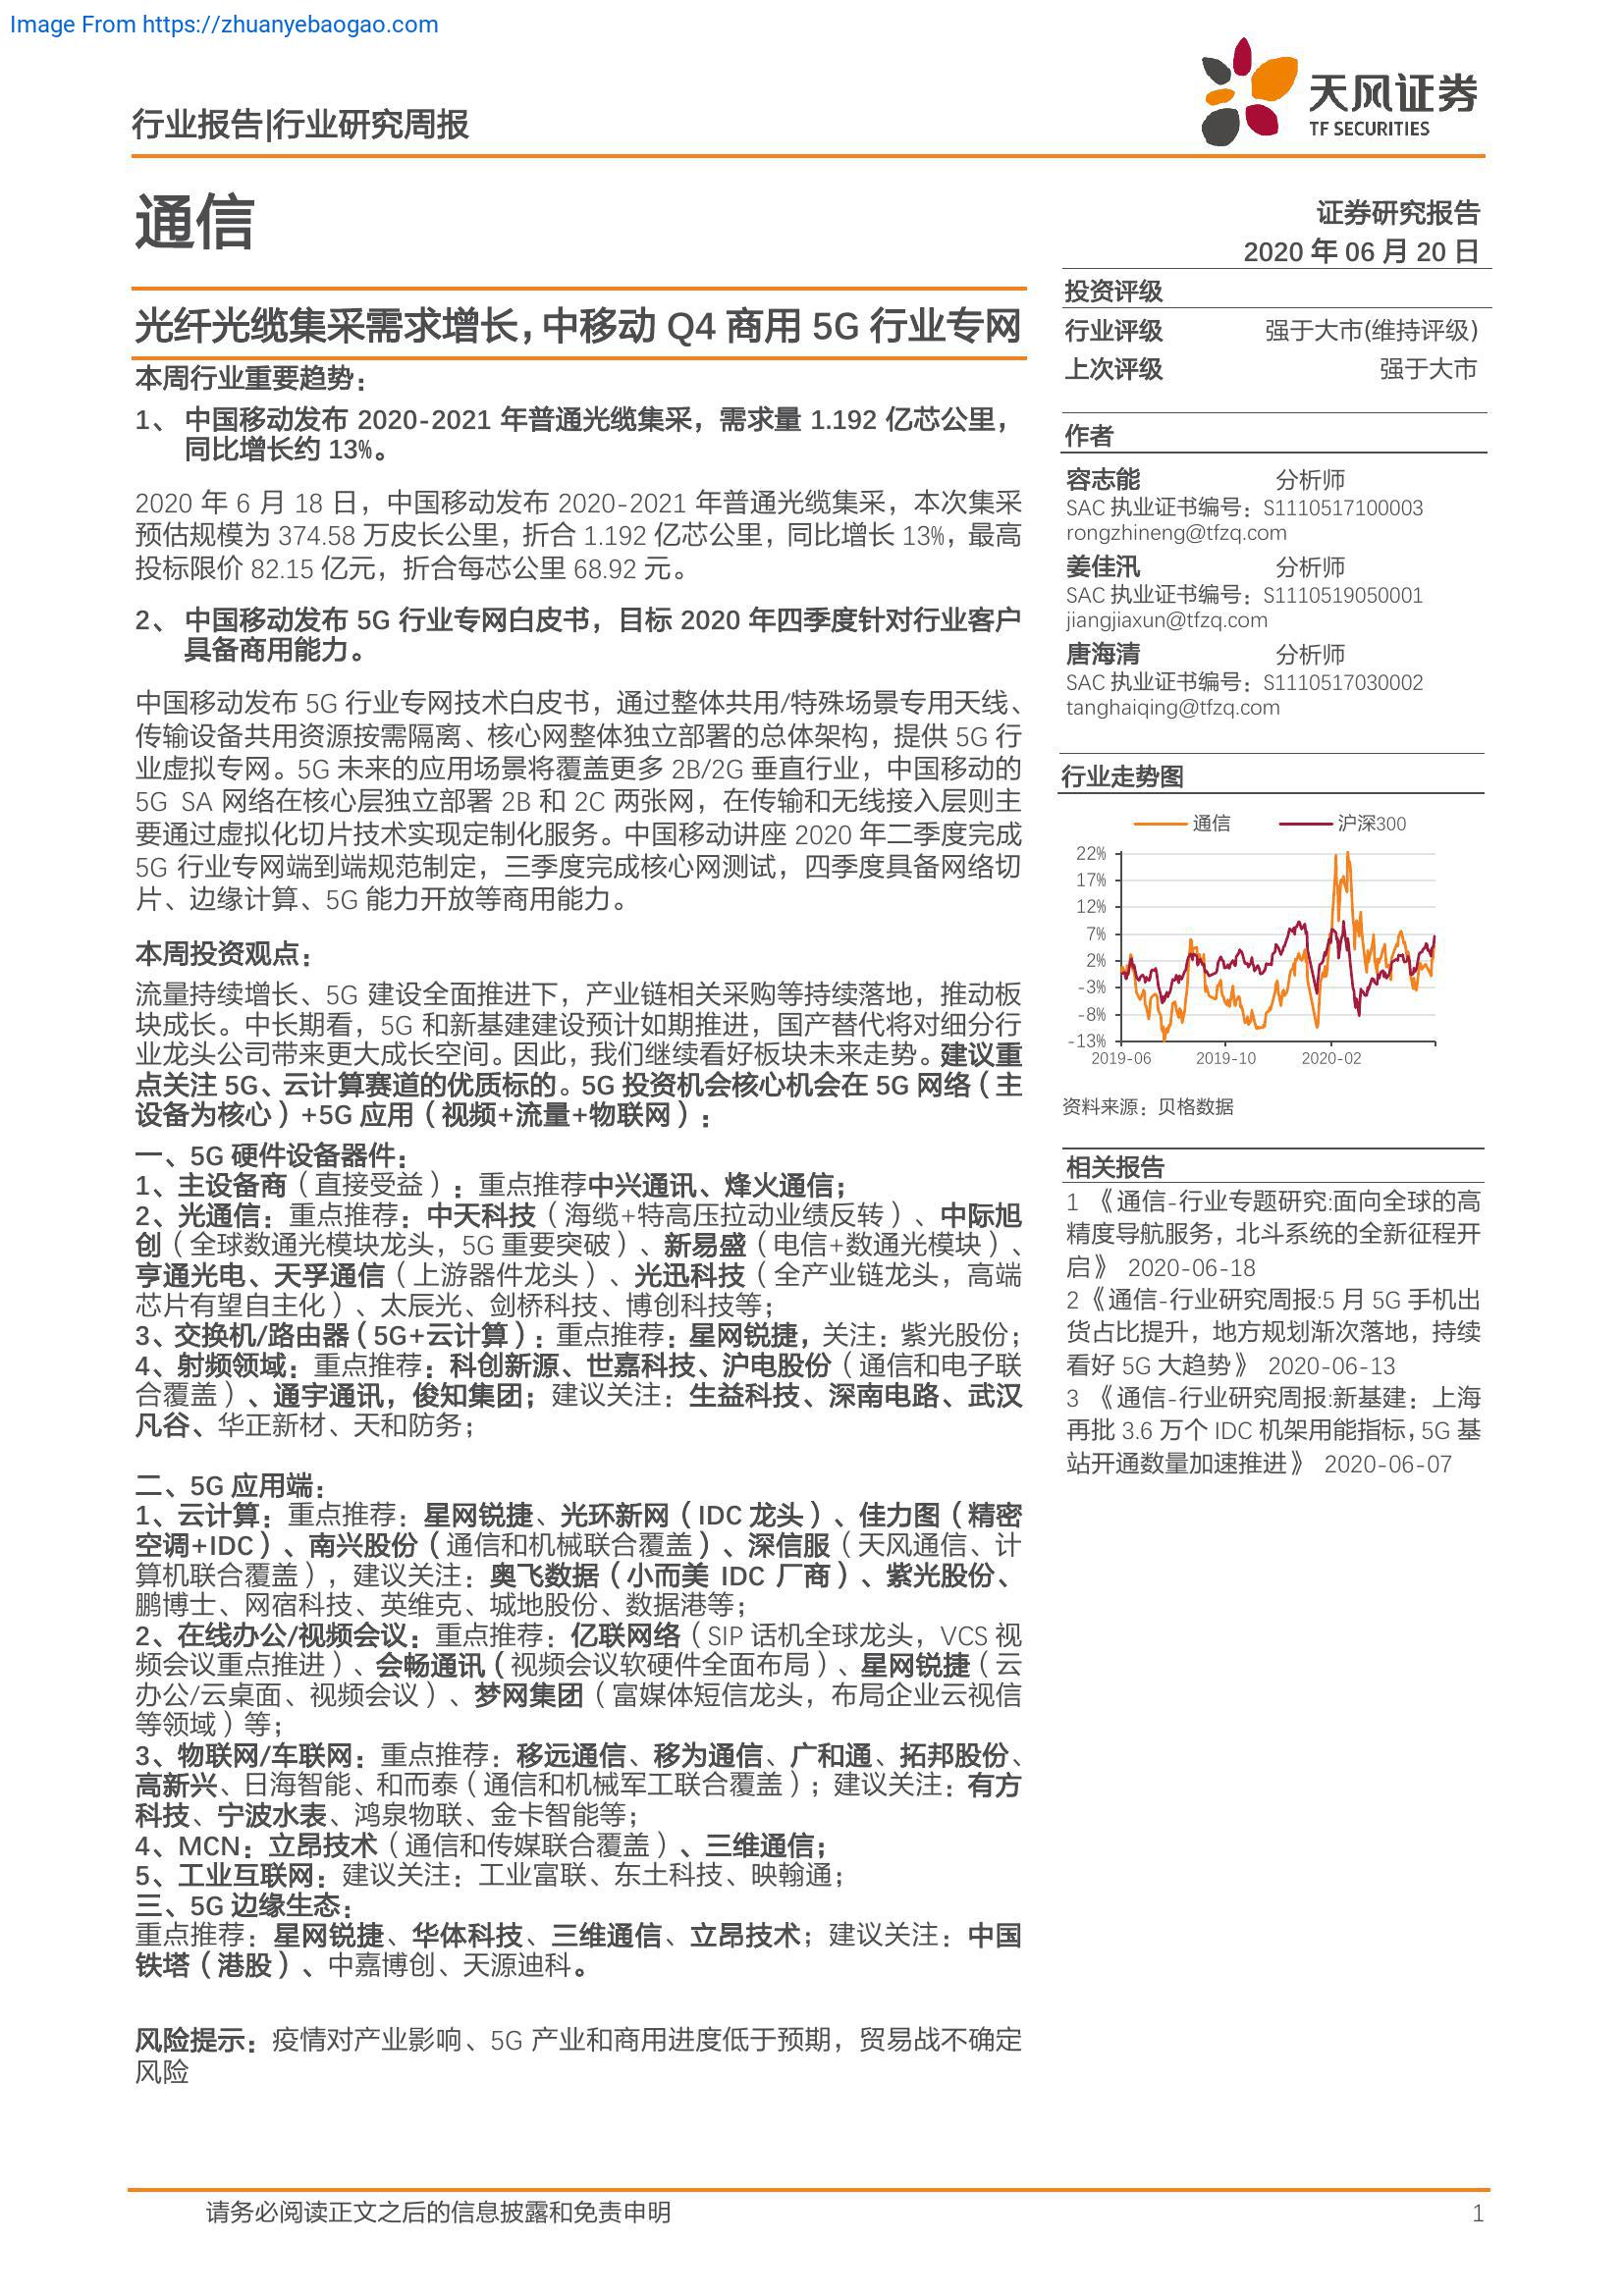 Image From https://zhuanyebaogao.com
行业报告|行业研究周报
天风证券
TF SECURITIES
通信
证券研究报告
2020 年 06 月 20 日
光纤光缆集采需求增长，中移动 Q4 商用 5G 行业专网
本周行业重要趋势：
1、 中国移动发布 2020-2021 年普通光缆集采，需求量 1.192 亿芯公里，
同比增长约 13%。
2020 年 6 月 18 日，中国移动发布 2020-2021 年普通光缆集采，本次集采
预估规模为 374.58 万皮长公里，折合 1.192 亿芯公里，同比增长 13%，最高
投标限价 82.15 亿元，折合每芯公里 68.92 元。
2、 中国移动发布 5G 行业专网白皮书，目标 2020 年四季度针对行业客户
具备商用能力。
中国移动发布 5G 行业专网技术白皮书，通过整体共用/特殊场景专用天线、
传输设备共用资源按需隔离、核心网整体独立部署的总体架构，提供 5G 行
业虚拟专网。5G 未来的应用场景将覆盖更多 2B/2G 垂直行业，中国移动的
5G SA 网络在核心层独立部署 2B 和 2C 两张网，在传输和无线接入层则主
要通过虚拟化切片技术实现定制化服务。中国移动讲座 2020 年二季度完成
5G 行业专网端到端规范制定，三季度完成核心网测试，四季度具备网络切
片、边缘计算、5G 能力开放等商用能力。
本周投资观点：
流量持续增长、5G 建设全面推进下，产业链相关采购等持续落地，推动板
块成长。中长期看，5G 和新基建建设预计如期推进，国产替代将对细分行
业龙头公司带来更大成长空间。因此，我们继续看好板块未来走势。建议重
点关注 5G、云计算赛道的优质标的。5G 投资机会核心机会在 5G 网络（主
设备为核心）+5G 应用（视频+流量+物联网）：
一、5G 硬件设备器件：
1、主设备商（直接受益）：重点推荐中兴通讯、烽火通信；
2、光通信：重点推荐：中天科技（海缆+特高压拉动业绩反转）、中际旭
创（全球数通光模块龙头，5G 重要突破）、新易盛（电信+数通光模块）、
亨通光电、天孚通信（上游器件龙头）、光迅科技（全产业链龙头，高端
芯片有望自主化）、太辰光、剑桥科技、博创科技等；
3、交换机/路由器（5G+云计算）：重点推荐：星网锐捷，关注：紫光股份；
4、射频领域：重点推荐：科创新源、世嘉科技、沪电股份（通信和电子联
合覆盖）、通宇通讯，俊知集团；建议关注：生益科技、深南电路、武汉
凡谷、华正新材、天和防务；
二、5G 应用端：
1、云计算：重点推荐：星网锐捷、光环新网（IDC 龙头）、佳力图（精密
空调+IDC）、南兴股份（通信和机械联合覆盖）、深信服（天风通信、计
算机联合覆盖），建议关注：奥飞数据（小而美 IDC 厂商）、紫光股份、
鹏博士、网宿科技、英维克、城地股份、数据港等；
2、在线办公/视频会议：重点推荐：亿联网络（SIP 话机全球龙头，VCS 视
频会议重点推进）、会畅通讯（视频会议软硬件全面布局）、星网锐捷（云
办公/云桌面、视频会议）、梦网集团（富媒体短信龙头，布局企业云视信
等领域）等；
3、物联网/车联网：重点推荐：移远通信、移为通信、广和通、拓邦股份、
高新兴、日海智能、和而泰（通信和机械军工联合覆盖）；建议关注：有方
科技、宁波水表、鸿泉物联、金卡智能等；
4、MCN：立昂技术（通信和传媒联合覆盖）、三维通信；
5、工业互联网：建议关注：工业富联、东土科技、映翰通；
三、5G 边缘生态：
重点推荐：星网锐捷、华体科技、三维通信、立昂技术；建议关注：中国
铁塔（港股）、中嘉博创、天源迪科。
风险提示：疫情对产业影响、5G 产业和商用进度低于预期，贸易战不确定
风险
投资评级
行业评级 强于大市(维持评级)
上次评级 强于大市
作者
容志能 分析师
SAC 执业证书编号：S1110517100003
rongzhineng@tfzq.com
姜佳汛 分析师
SAC 执业证书编号：S1110519050001
jiangjiaxun@tfzq.com
唐海清 分析师
SAC 执业证书编号：S1110517030002
tanghaiqing@tfzq.com
行业走势图
通信 沪深300
22%
17%
12%
7%
2%
-3%
-8%
-13%
2019-06 2019-10 2020-02
资料来源：贝格数据
相关报告
1 《通信-行业专题研究:面向全球的高
精度导航服务，北斗系统的全新征程开
启》 2020-06-18
2《通信-行业研究周报:5 月 5G 手机出
货占比提升，地方规划渐次落地，持续
看好 5G 大趋势》 2020-06-13
3 《通信-行业研究周报:新基建：上海
再批 3.6 万个 IDC 机架用能指标，5G 基
站开通数量加速推进》 2020-06-07
请务必阅读正文之后的信息披露和免责申明 1